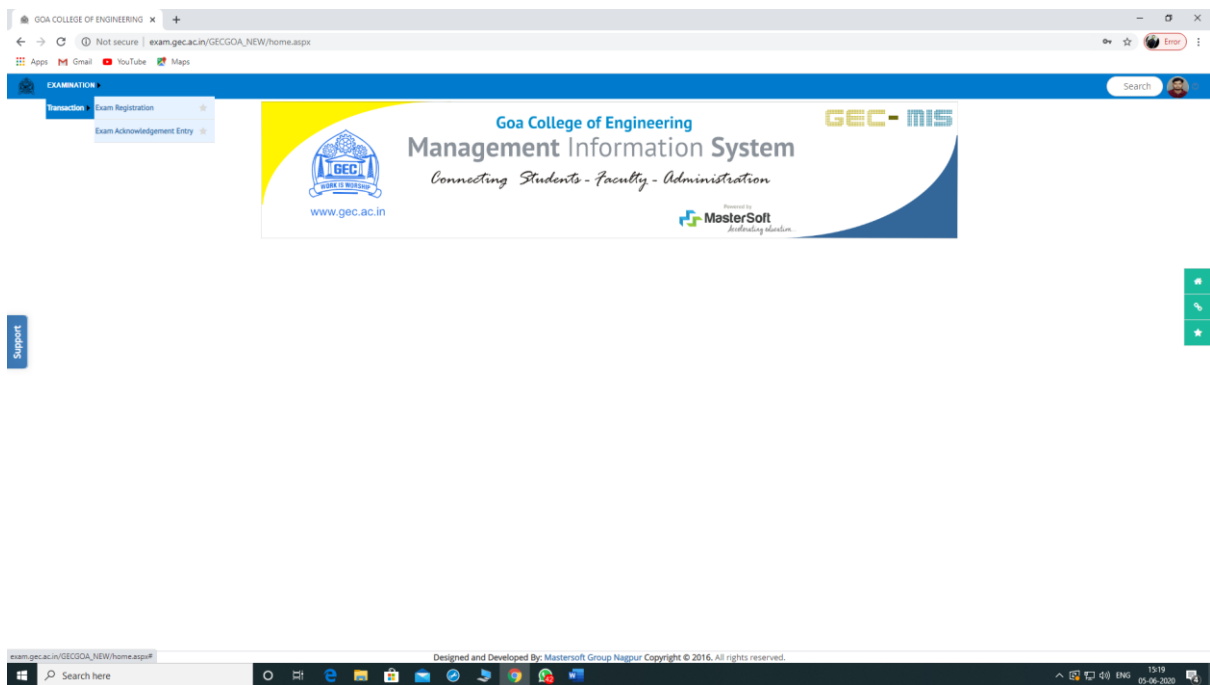 GOA COLLEGE OF ENGINEERING
Not secure | exam.gec.ac.in/GECGOA_NEW/home.aspx
Error
Apps Gmail YouTube Maps
EXAMINATION
Search
Transaction
Exam Registration
Exam Acknowledgement Entry
GEC
WORK IS WORSHIP
www.gec.ac.in
Goa College of Engineering
Management Information System
Connecting Students - Faculty - Administration
GEC- MIS
Powered by
MasterSoft
Accelerating education..
Support
exam.gec.ac.in/GECGOA_NEW/home.aspx#
Designed and Developed By: Mastersoft Group Nagpur Copyright © 2016. All rights reserved.
Search here
42
ENG
15:19
05-06-2020
4